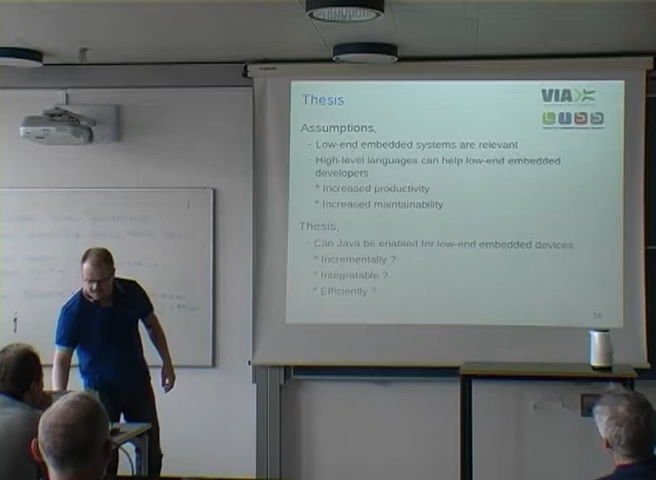 Thesis
VIA
Assumptions,
- Low-end embedded systems are relevant
- High-level languages can help low-end embedded
developers
* Increased productivity
* Increased maintainability
Thesis,
- Can Java be enabled for low-end embedded devices
* Incrementally ?
* Integratable ?
* Efficiently ?